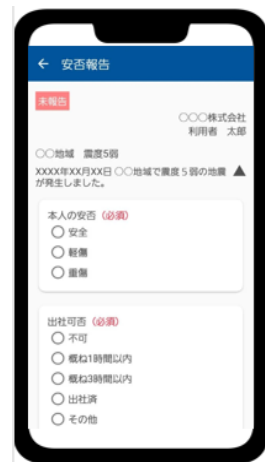 ← 安否報告
未報告
○○○株式会社
利用者 太郎
○○地域 震度5弱
XXXX年XX月XX日 ○○地域で震度５弱の地震 ▲
が発生しました。
本人の安否 (必須)
安全
軽傷
重傷
出社可否 (必須)
不可
概ね1時間以内
概ね3時間以内
出社済
その他